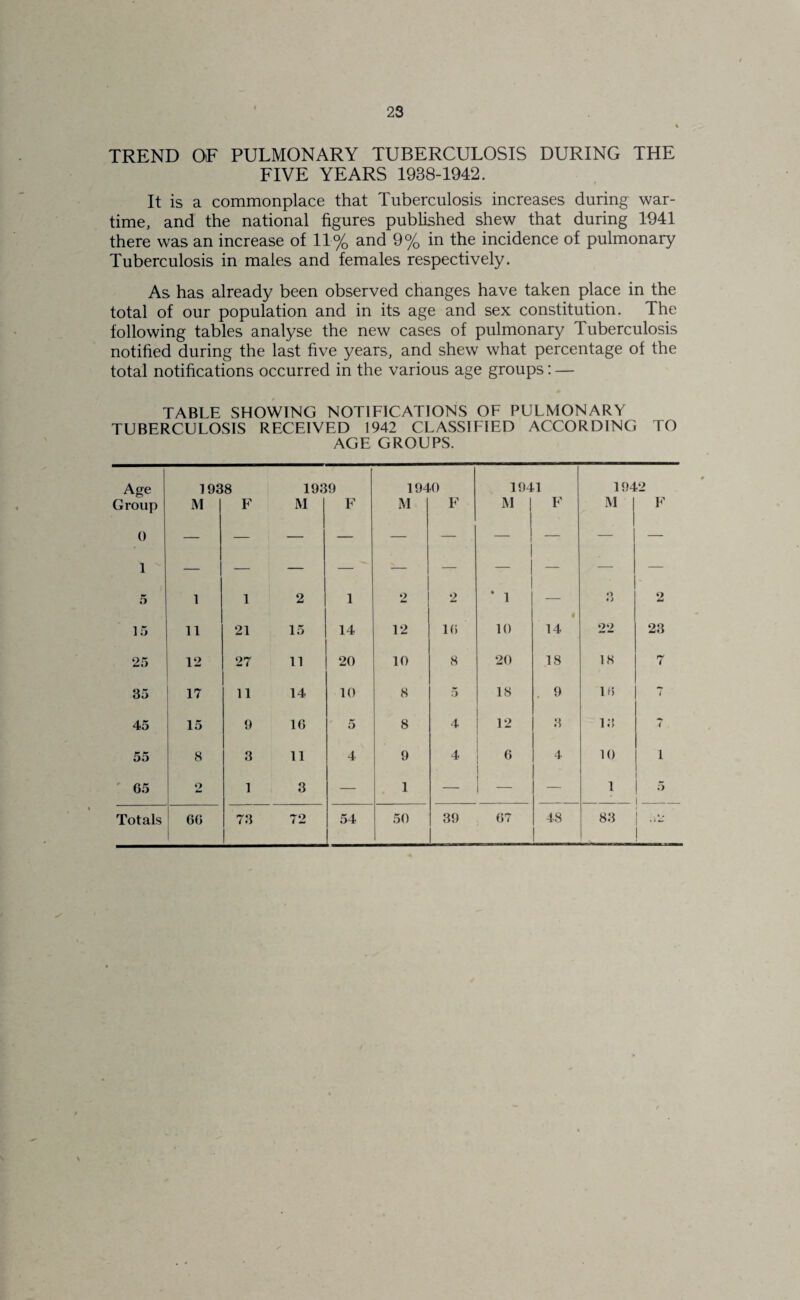 23
TREND OF PULMONARY TUBERCULOSIS DURING THE
FIVE YEARS 1938-1942.
It is a commonplace that Tuberculosis increases during war-
time, and the national figures published shew that during 1941
there was an increase of 11% and 9% in the incidence of pulmonary
Tuberculosis in males and females respectively.
As has already been observed changes have taken place in the
total of our population and in its age and sex constitution. The
following tables analyse the new cases of pulmonary Tuberculosis
notified during the last five years, and shew what percentage of the
total notifications occurred in the various age groups: —
TABLE SHOWING NOTIFICATIONS OF PULMONARY
TUBERCULOSIS RECEIVED 1942 CLASSIFIED ACCORDING TO
AGE GROUPS.
Age 1938 1939 1940 1941 1942
Group M F M F M F M F M F
0 — — — — — — — — — —
1 — — — — — — — — — —
5 1 1 2 1 2 2 1 — 3 2
15 11 21 15 14 12 16 10 14 22 23
25 12 27 11 20 10 8 20 18 18 7
35 17 11 14 10 8 5 18 9 16 7
45 15 9 16 5 8 4 12 3 13 7
55 8 3 11 4 9 4 6 4 10 1
65 2 1 3 — 1 — — — 1 5
Totals 66 73 72 54 50 39 67 48 83